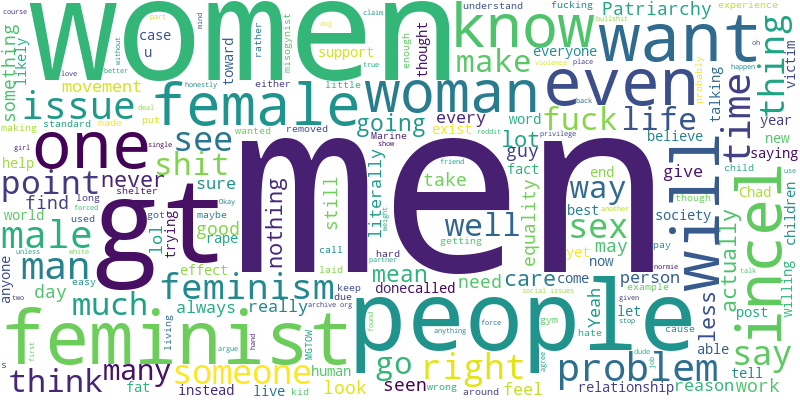 women
men
gt
people
feminist
female
woman
know
want
even
one
incel
Will
time
thing
life
issue
feminism
male
man
point
right
problem
someone
think
many
much
go
say
way
sex
well
see
shit
fuck
make
going
less
actually
Patriarchy
something
likely
course
case
u
toward
rather
misogynist
support
enough
thought
little
either
wanted
removed
every
exist
word
lot
guy
fact
take
understand
fucking
everyone
experience
claim
mind
without
better
love
part
dog
true
bullshit
oh
violence
place
happen
probably
back
talking
victim
year
believe
new
saying
give
child
use
though
children
Chad
society
end
best
may
yet
now
another
pay
privilege
reddit
friend
getting
equality
need
mean
care
come
person
willing
post
talk
normie
able
cause
let
Yeah
gym
hate
example
given
stop
tell
reason
work
relationship
feel
dude
job
force
agree
anything
social issues
found
wrong
around
seen
look
partner
human
due
keep
donecalled
hard
laid
call
still
literally
Marine
show
nothing
never
sure
good
rape
maybe
Okay
got
trying
lol
shelter
single
honestly
deal
put
made
movement
standard
making
girl
help
find
long
used
forced
world
day
anyone
living
effect
always
really
easy
white
unless
two
first
s
fat
instead
live
kid
argue
hand
MGTOW
archive org